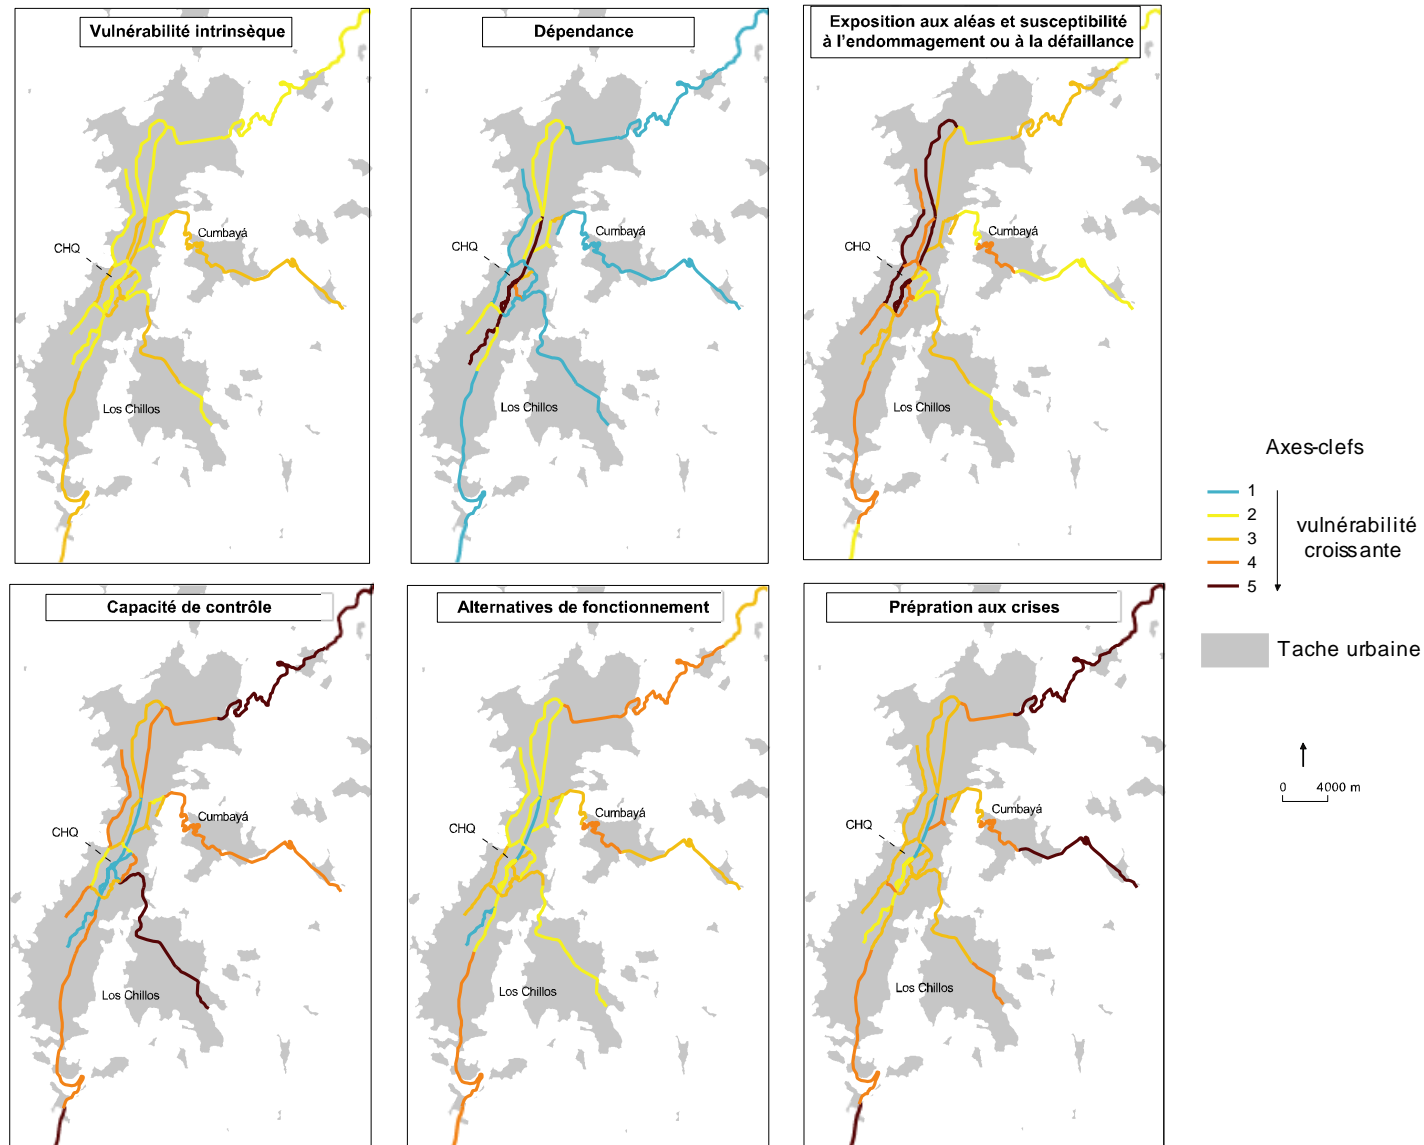 Vulnérabilité intrinsèque
CHQ
Cumbayá
Los Chillos
Dépendance
CHQ
Cumbayá
Los Chillos
Exposition aux aléas et susceptibilité
à l'endommagement ou à la défaillance
CHQ
Cumbayá
Los Chillos
Capacité de contrôle
CHQ
Cumbayá
Los Chillos
Alternatives de fonctionnement
CHQ
Cumbayá
Los Chillos
Prépration aux crises
CHQ
Cumbayá
Los Chillos
Axes-clefs
1
2
3
4
5
vulnérabilité
croissante
Tache urbaine
0 4000 m